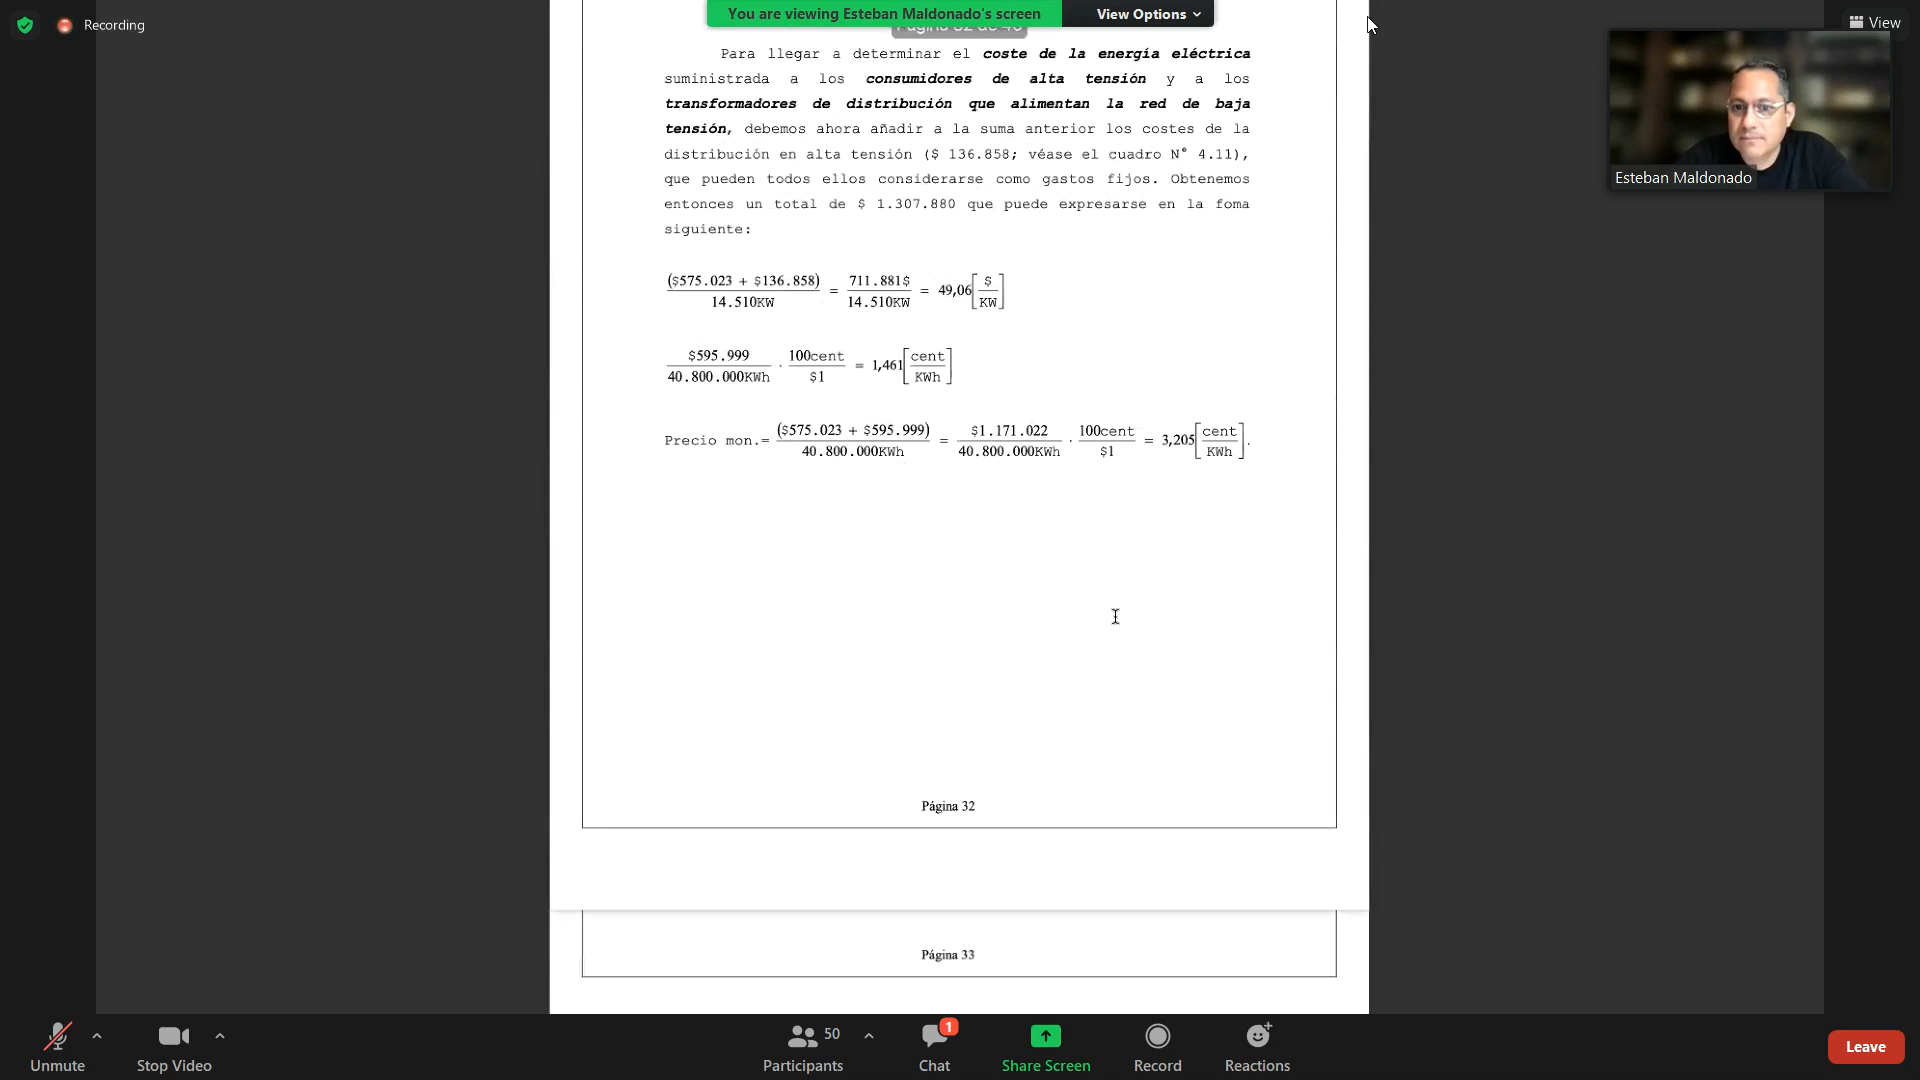 Recording
You are viewing Esteban Maldonado's screen
View Options
View
Para llegar a determinar el coste de la energía eléctrica
suministrada a los consumidores de alta tensión y a los
transformadores de distribución que alimentan la red de baja
tensión, debemos ahora añadir a la suma anterior los costes de la
distribución en alta tensión ($ 136.858; véase el cuadro N° 4.11),
que pueden todos ellos considerarse como gastos fijos. Obtenemos
entonces un total de $ 1.307.880 que puede expresarse en la foma
siguiente:
Esteban Maldonado
($575.023 + $136.858) / 14.510KW = 711.881$ / 14.510KW = 49,06 [$ / KW]
$595.999 / 40.800.000KWh · 100cent / $1 = 1,461 [cent / KWh]
Precio mon.= ($575.023 + $595.999) / 40.800.000KWh = $1.171.022 / 40.800.000KWh · 100cent / $1 = 3,205 [cent / KWh].
Página 32
Página 33
Unmute
Stop Video
50
Participants
1
Chat
Share Screen
Record
Reactions
Leave